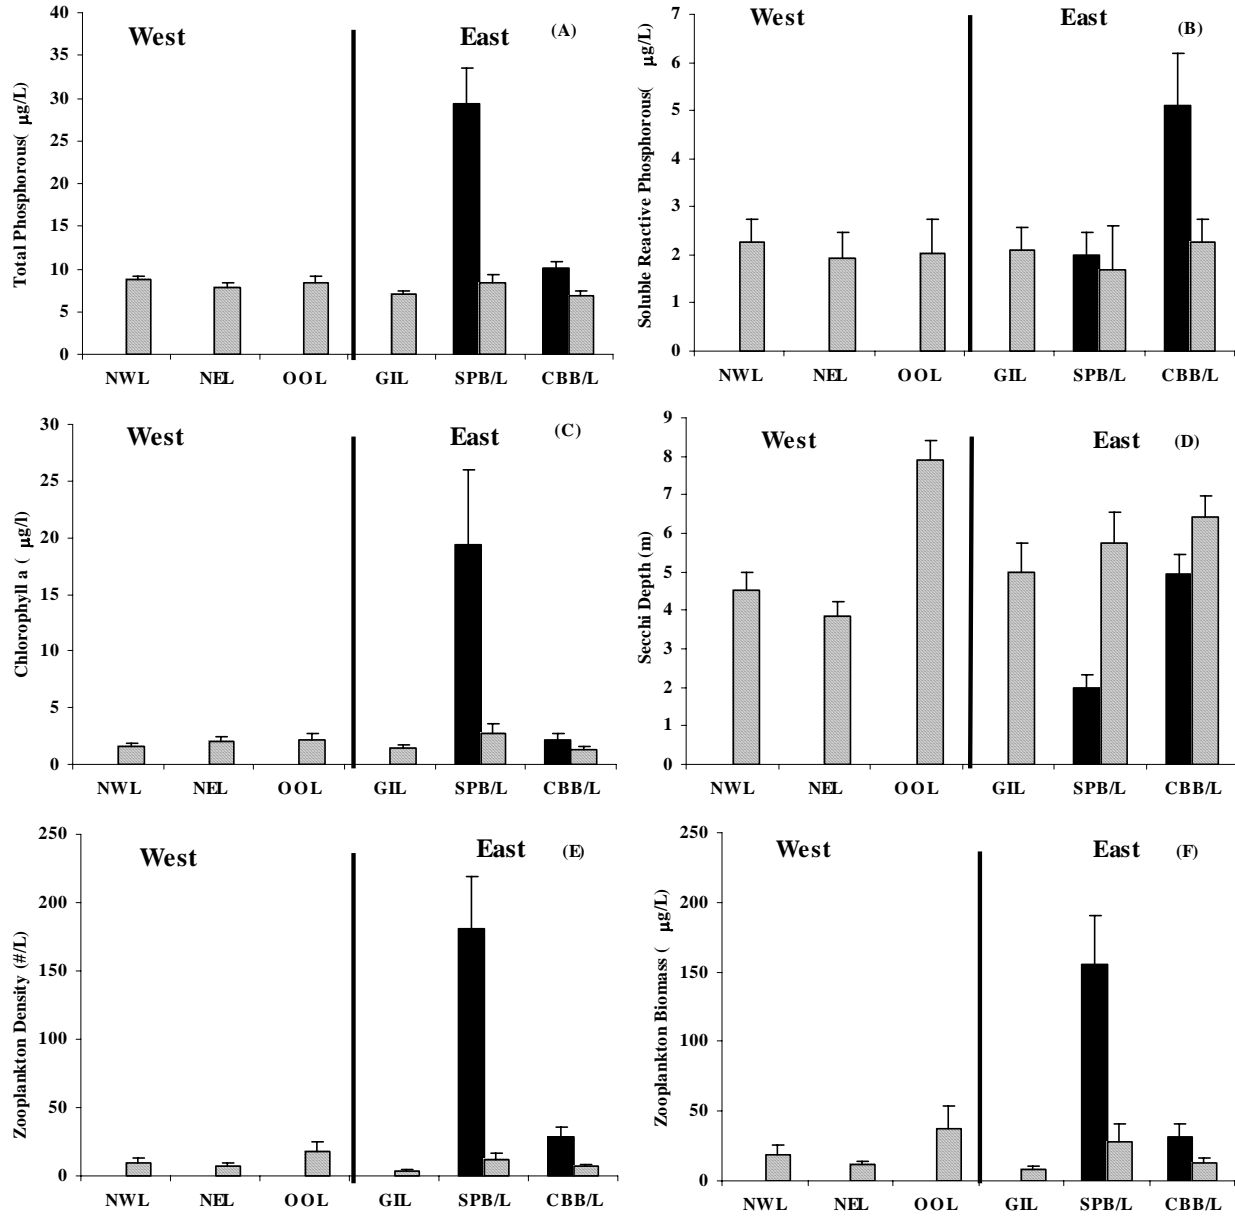 West East (A)
Total Phosphorous( μg/L)
40
35
30
25
20
15
10
5
0
NWL NEL OOL GIL SPB/L CBB/L
West East (B)
Soluble Reactive Phosphorous( μg/L)
7
6
5
4
3
2
1
0
NWL NEL OOL GIL SPB/L CBB/L
West East (C)
Chlorophyll a ( μg/l)
30
25
20
15
10
5
0
NWL NEL OOL GIL SPB/L CBB/L
West East (D)
Secchi Depth (m)
9
8
7
6
5
4
3
2
1
0
NWL NEL OOL GIL SPB/L CBB/L
West East (E)
Zooplankton Density (#/L)
250
200
150
100
50
0
NWL NEL OOL GIL SPB/L CBB/L
West East (F)
Zooplankton Biomass ( μg/L)
250
200
150
100
50
0
NWL NEL OOL GIL SPB/L CBB/L